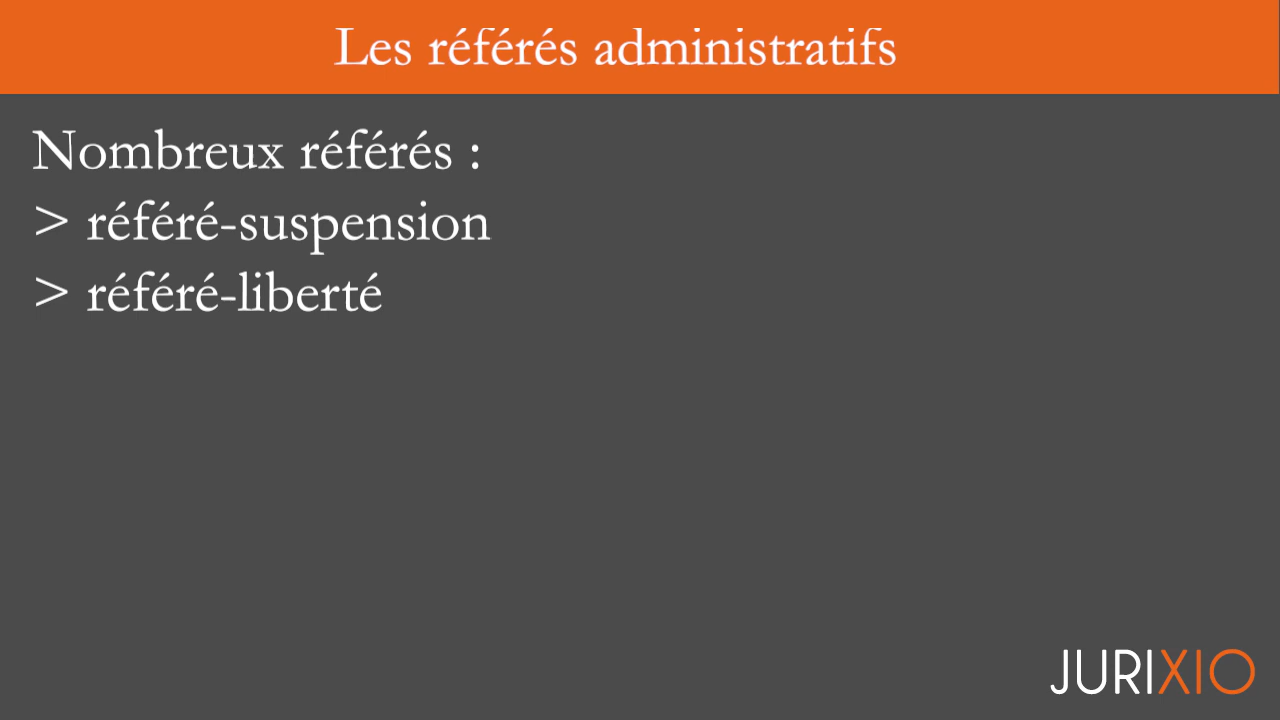 Les référés administratifs
Nombreux référés :
> référé-suspension
> référé-liberté
JURIXIO